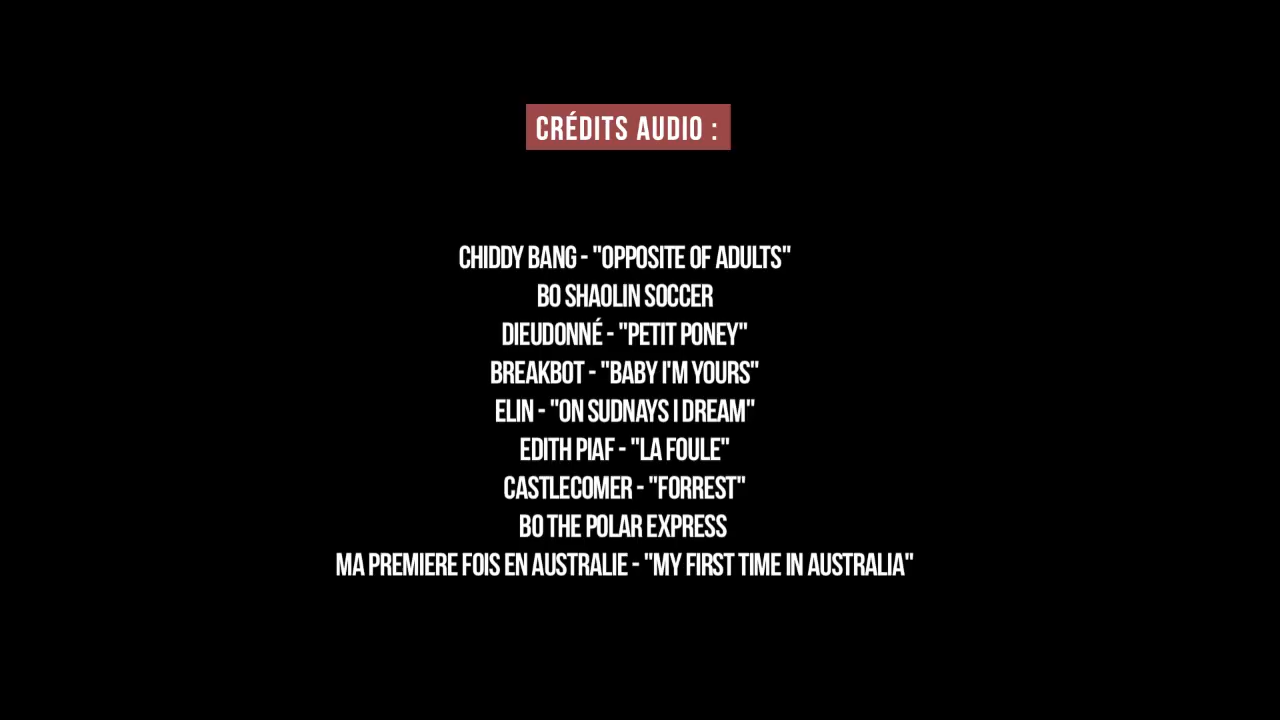 CRÉDITS AUDIO :
CHIDDY BANG - "OPPOSITE OF ADULTS"
BO SHAOLIN SOCCER
DIEUDONNÉ - "PETIT PONEY"
BREAKBOT - "BABY I'M YOURS"
ELIN - "ON SUDNAYS I DREAM"
EDITH PIAF - "LA FOULE"
CASTLECOMER - "FORREST"
BO THE POLAR EXPRESS
MA PREMIERE FOIS EN AUSTRALIE - "MY FIRST TIME IN AUSTRALIA"